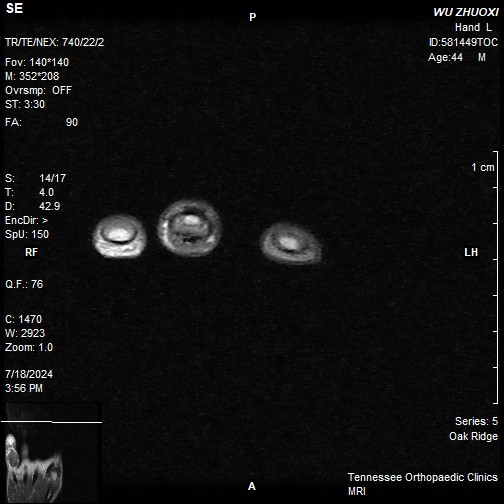 SE
P
WU ZHUOXI
Hand L
TR/TE/NEX: 740/22/2
ID:581449TOC
Age:44 M
Fov: 140*140
M: 352*208
Ovrsmp: OFF
ST: 3:30
FA: 90
1 cm
S: 14/17
T: 4.0
D: 42.9
EncDir: >
SpU: 150
RF
LH
Q.F.: 76
C: 1470
W: 2923
Zoom: 1.0
7/18/2024
3:56 PM
Series: 5
Oak Ridge
Tennessee Orthopaedic Clinics
A
MRI